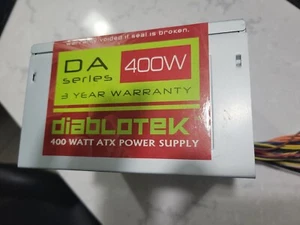 voided if seal is broken.
DA
series
400W
3 YEAR WARRANTY
diablotek
400 WATT ATX POWER SUPPLY